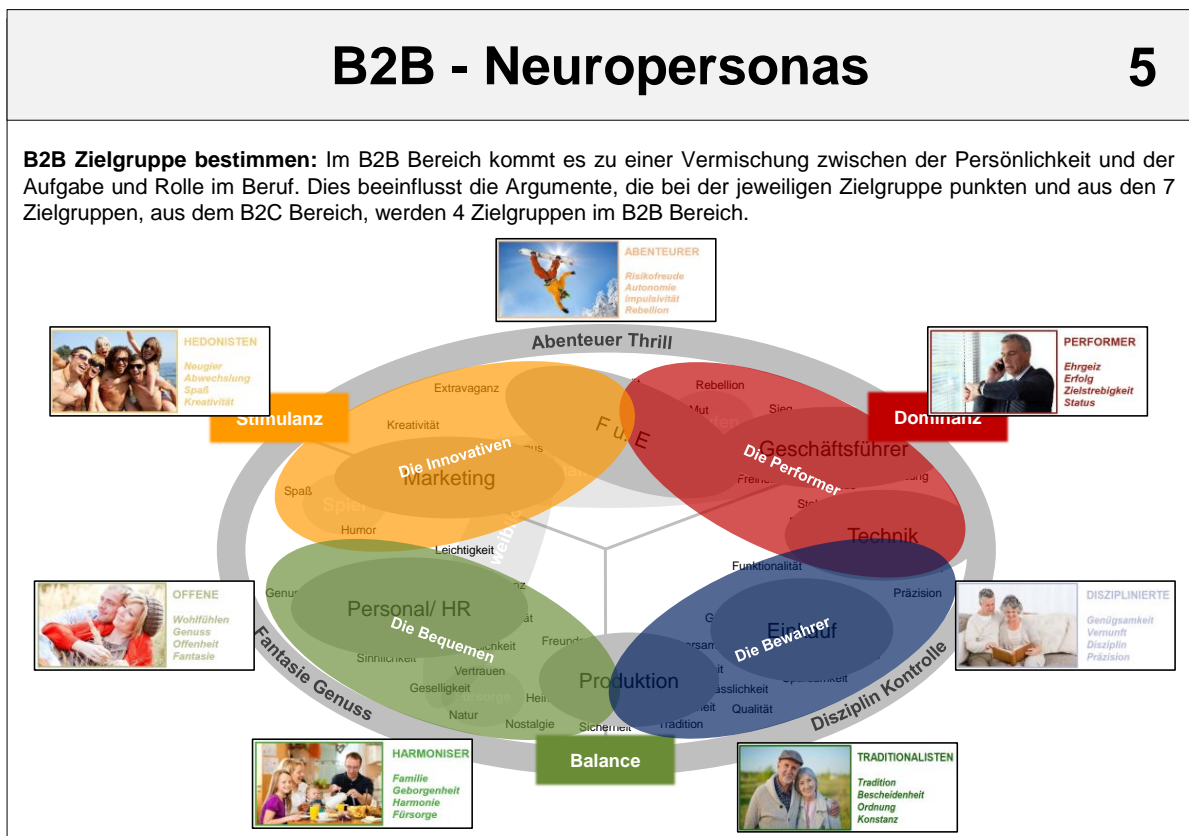 B2B - Neuropersonas
5
B2B Zielgruppe bestimmen: Im B2B Bereich kommt es zu einer Vermischung zwischen der Persönlichkeit und der
Aufgabe und Rolle im Beruf. Dies beeinflusst die Argumente, die bei der jeweiligen Zielgruppe punkten und aus den 7
Zielgruppen, aus dem B2C Bereich, werden 4 Zielgruppen im B2B Bereich.
ABENTEURER
Risikofreude
Autonomie
Impulsivität
Rebellion
HEDONISTEN
Neugier
Abwechslung
Spaß
Kreativität
PERFORMER
Ehrgeiz
Erfolg
Zielstrebigkeit
Status
Abenteuer Thrill
Stimulanz
Dominanz
Extravaganz
Rebellion
Kreativität
Mut
Sieg
F u. E
Die Innovativen
Marketing
Geschäftsführer
Die Performer
Spaß
Spiel
Humor
Leichtigkeit
Technik
Funktionalität
Präzision
OFFENE
Wohlfühlen
Genuss
Offenheit
Fantasie
DISZIPLINIERTE
Genügsamkeit
Vernunft
Disziplin
Präzision
Personal/ HR
Die Bequemen
Einkauf
Die Bewahrer
Sinnlichkeit
Vertrauen
Geselligkeit
Produktion
Natur
Nostalgie
Sicherheit
Tradition
Qualität
Fantasie Genuss
Disziplin Kontrolle
Balance
HARMONISER
Familie
Geborgenheit
Harmonie
Fürsorge
TRADITIONALISTEN
Tradition
Bescheidenheit
Ordnung
Konstanz